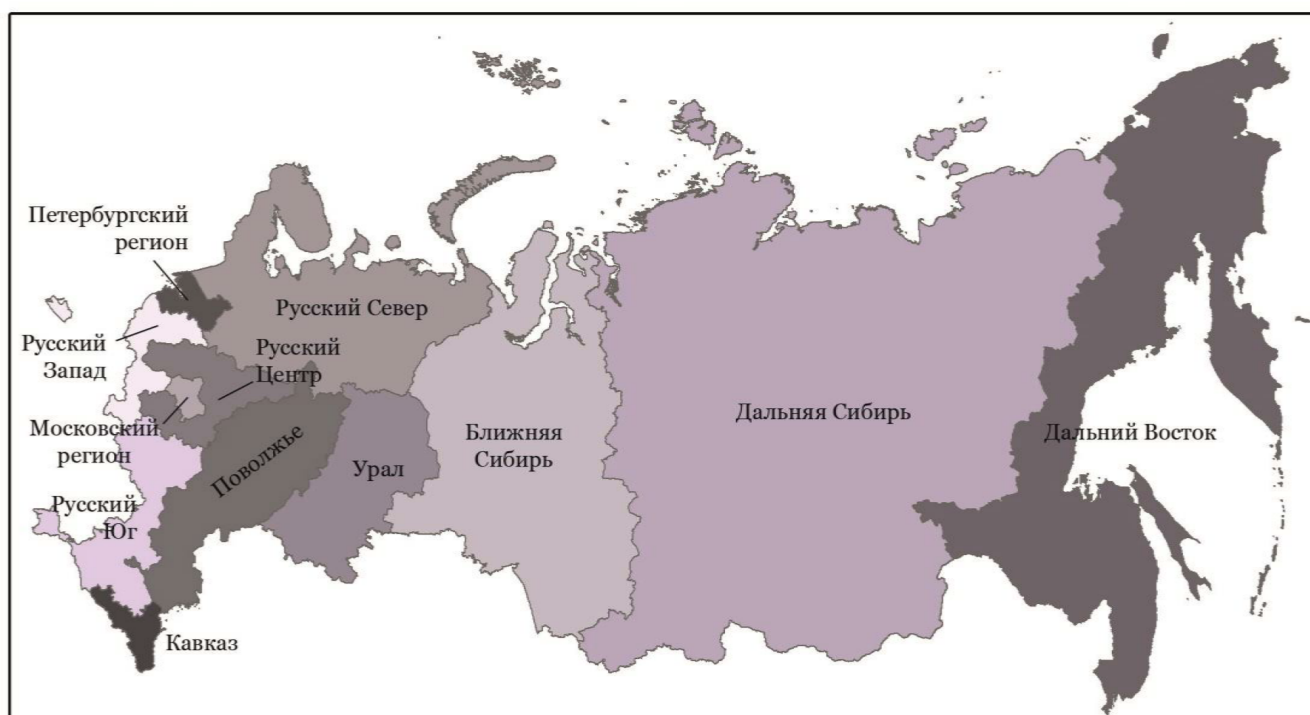 Петербургский
регион
Русский Север
Русский
Запад
Русский
Центр
Московский
регион
Поволжье
Урал
Ближняя
Сибирь
Дальняя Сибирь
Дальний Восток
Русский
Юг
Кавказ